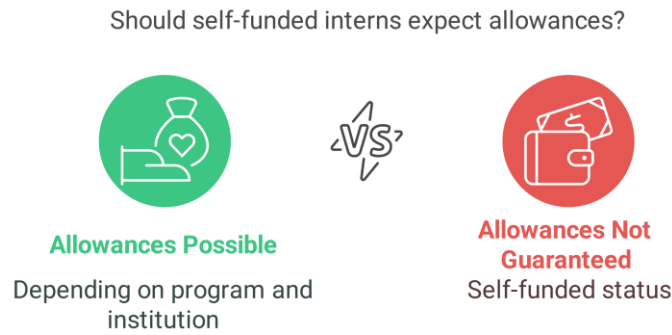 Should self-funded interns expect allowances?
VS
Allowances Possible
Depending on program and
institution
Allowances Not
Guaranteed
Self-funded status